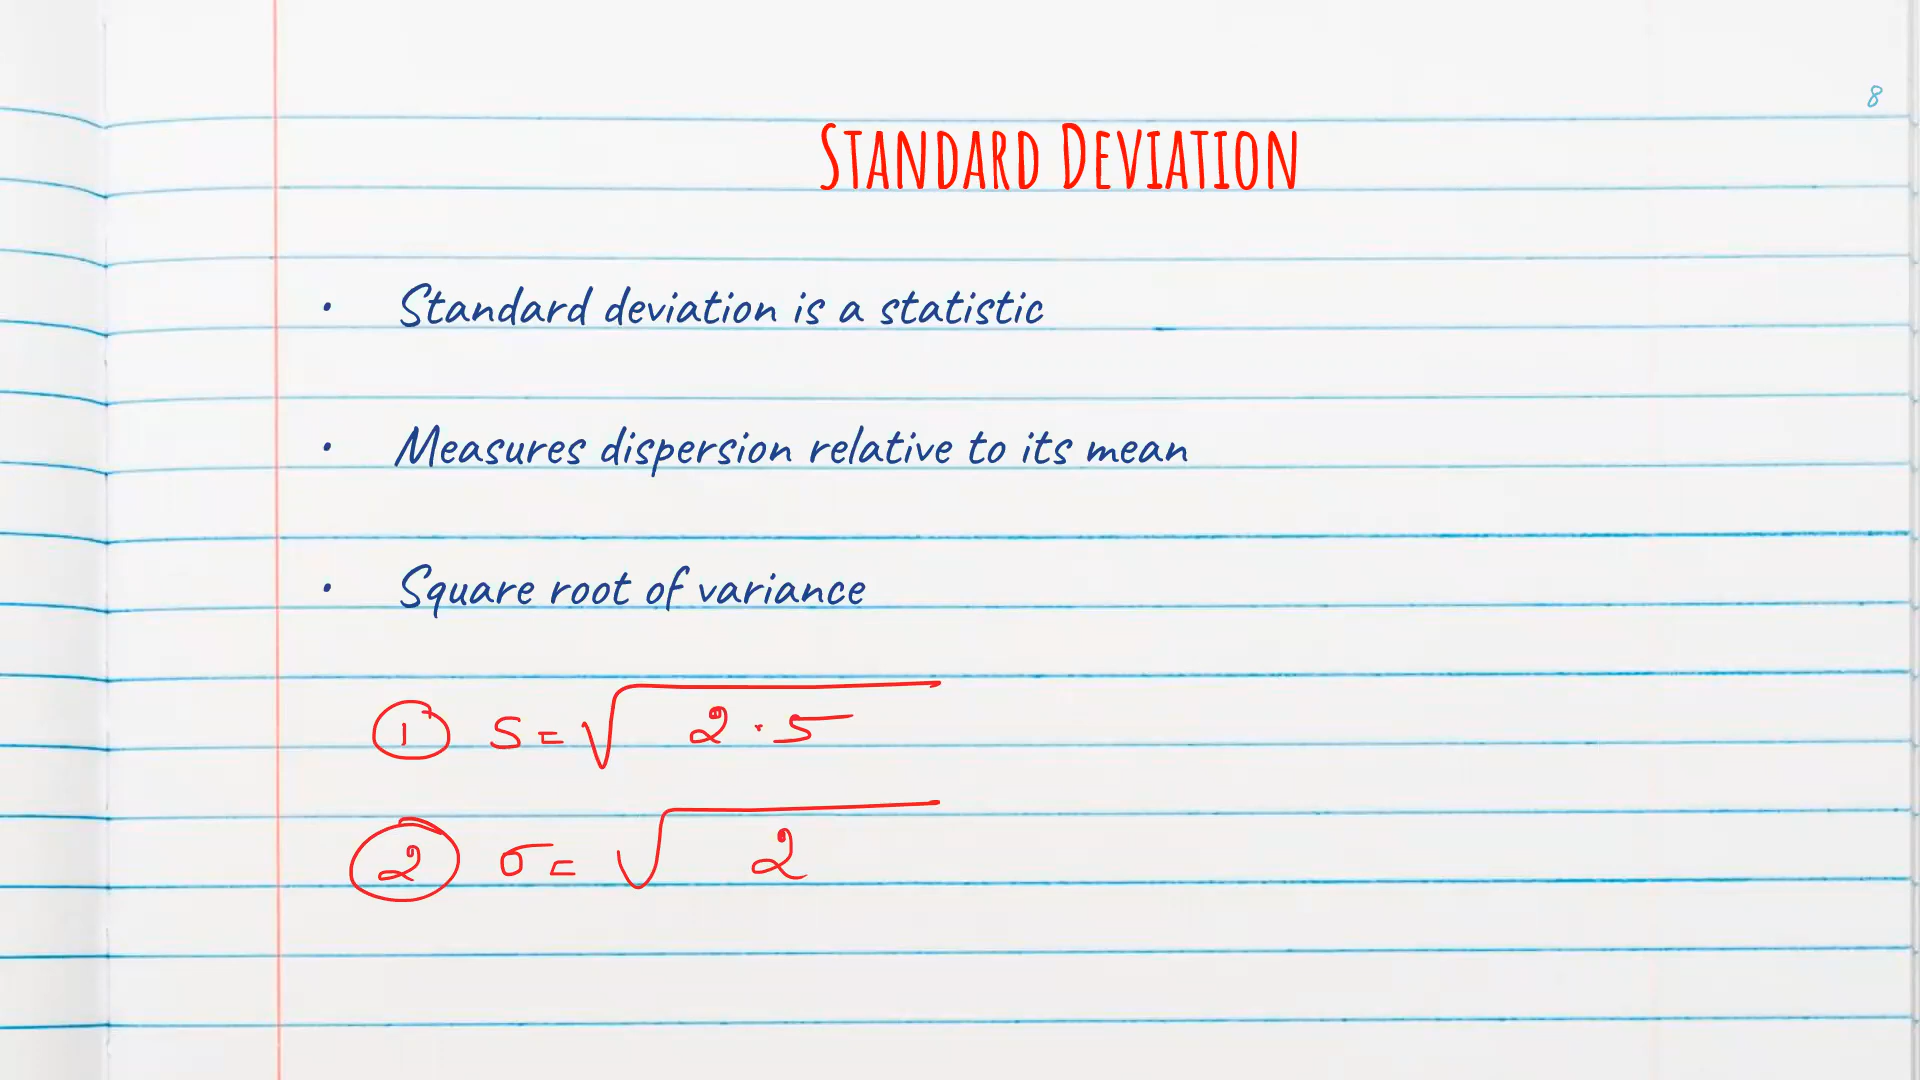 8
STANDARD DEVIATION
• Standard deviation is a statistic
• Measures dispersion relative to its mean
• Square root of variance
① S = √2.5
② σ = √2